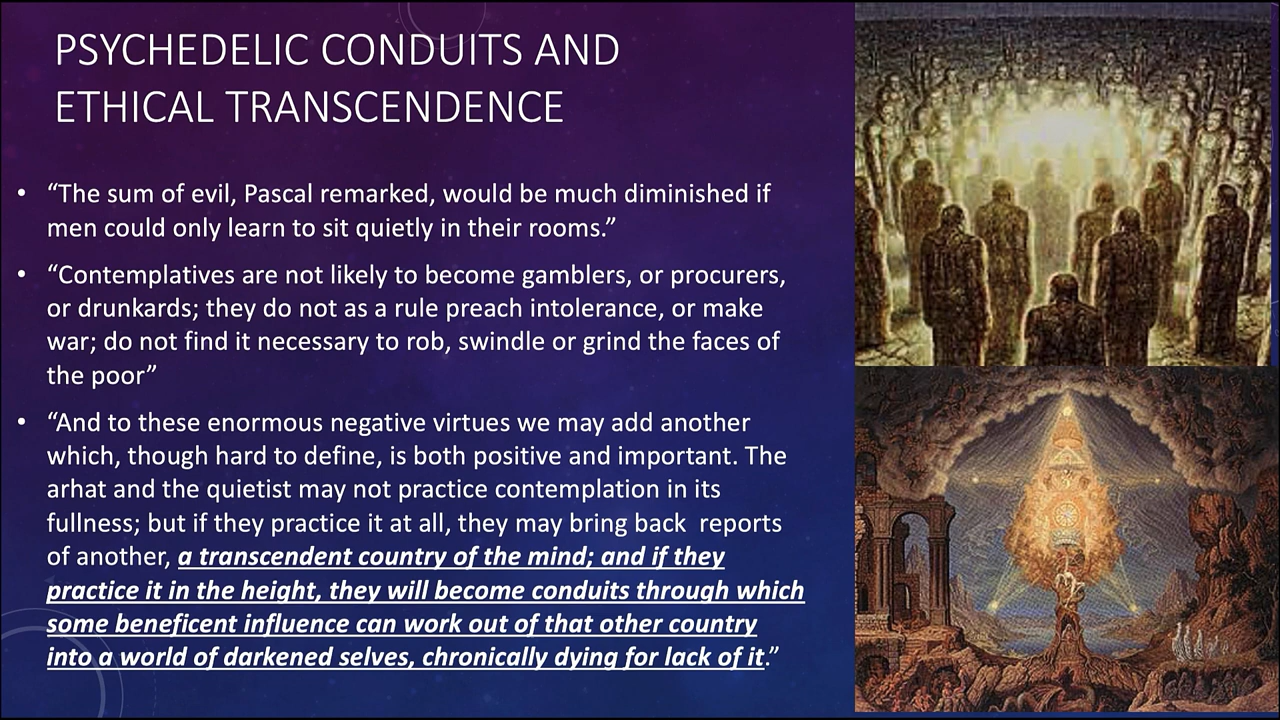 PSYCHEDELIC CONDUITS AND
ETHICAL TRANSCENDENCE
• “The sum of evil, Pascal remarked, would be much diminished if
men could only learn to sit quietly in their rooms.”
• “Contemplatives are not likely to become gamblers, or procurers,
or drunkards; they do not as a rule preach intolerance, or make
war; do not find it necessary to rob, swindle or grind the faces of
the poor”
• “And to these enormous negative virtues we may add another
which, though hard to define, is both positive and important. The
arhat and the quietist may not practice contemplation in its
fullness; but if they practice it at all, they may bring back reports
of another, a transcendent country of the mind; and if they
practice it in the height, they will become conduits through which
some beneficent influence can work out of that other country
into a world of darkened selves, chronically dying for lack of it.”